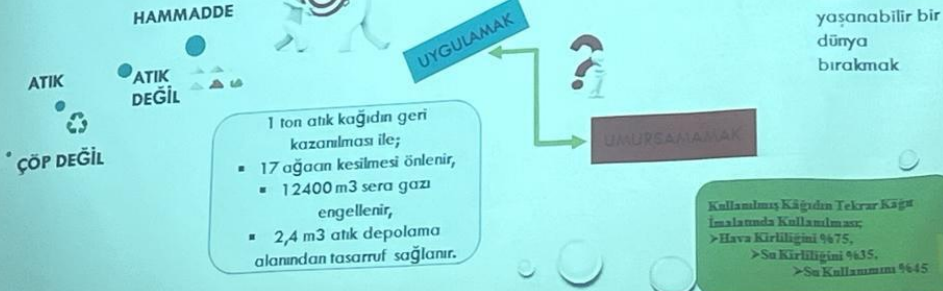 HAMMADDE
ATIK
ATIK
DEĞİL
ÇÖP DEĞİL
UYGULAMAK
UMURSAMAMAK
yaşanabilir bir
dünya
bırakmak
1 ton atık kağıdın geri
kazanılması ile;
▪ 17 ağacın kesilmesi önlenir,
▪ 12400 m3 sera gazı
engellenir,
▪ 2,4 m3 atık depolama
alanından tasarruf sağlanır.
Kullanılmış Kâğıdın Tekrar Kağıt
İmalatında Kullanılması;
➢Hava Kirliliğini %75,
➢Su Kirliliğini %35,
➢Su Kullanımını %45